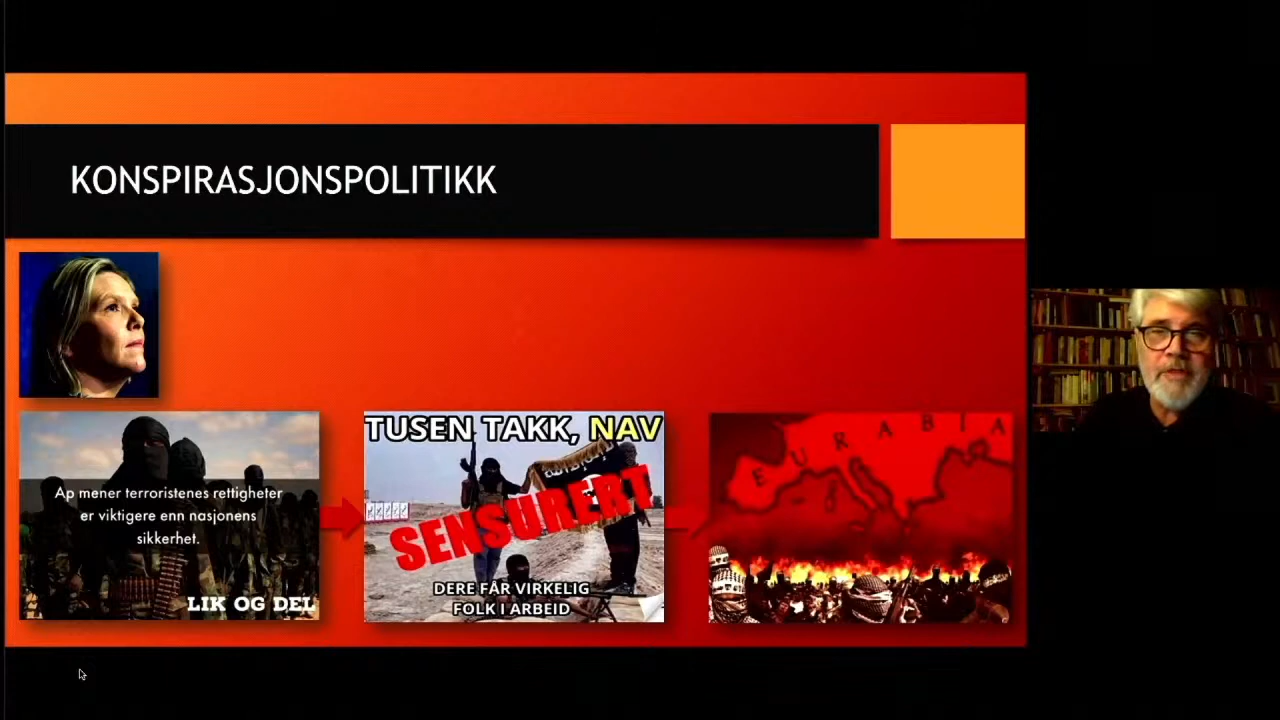 KONSPIRASJONSPOLITIKK
Ap mener terroristenes rettigheter
er viktigere enn nasjonens
sikkerhet.
LIK OG DEL
TUSEN TAKK, NAV
SENSURERT
DERE FÅR VIRKELIG
FOLK I ARBEID
EURABIA